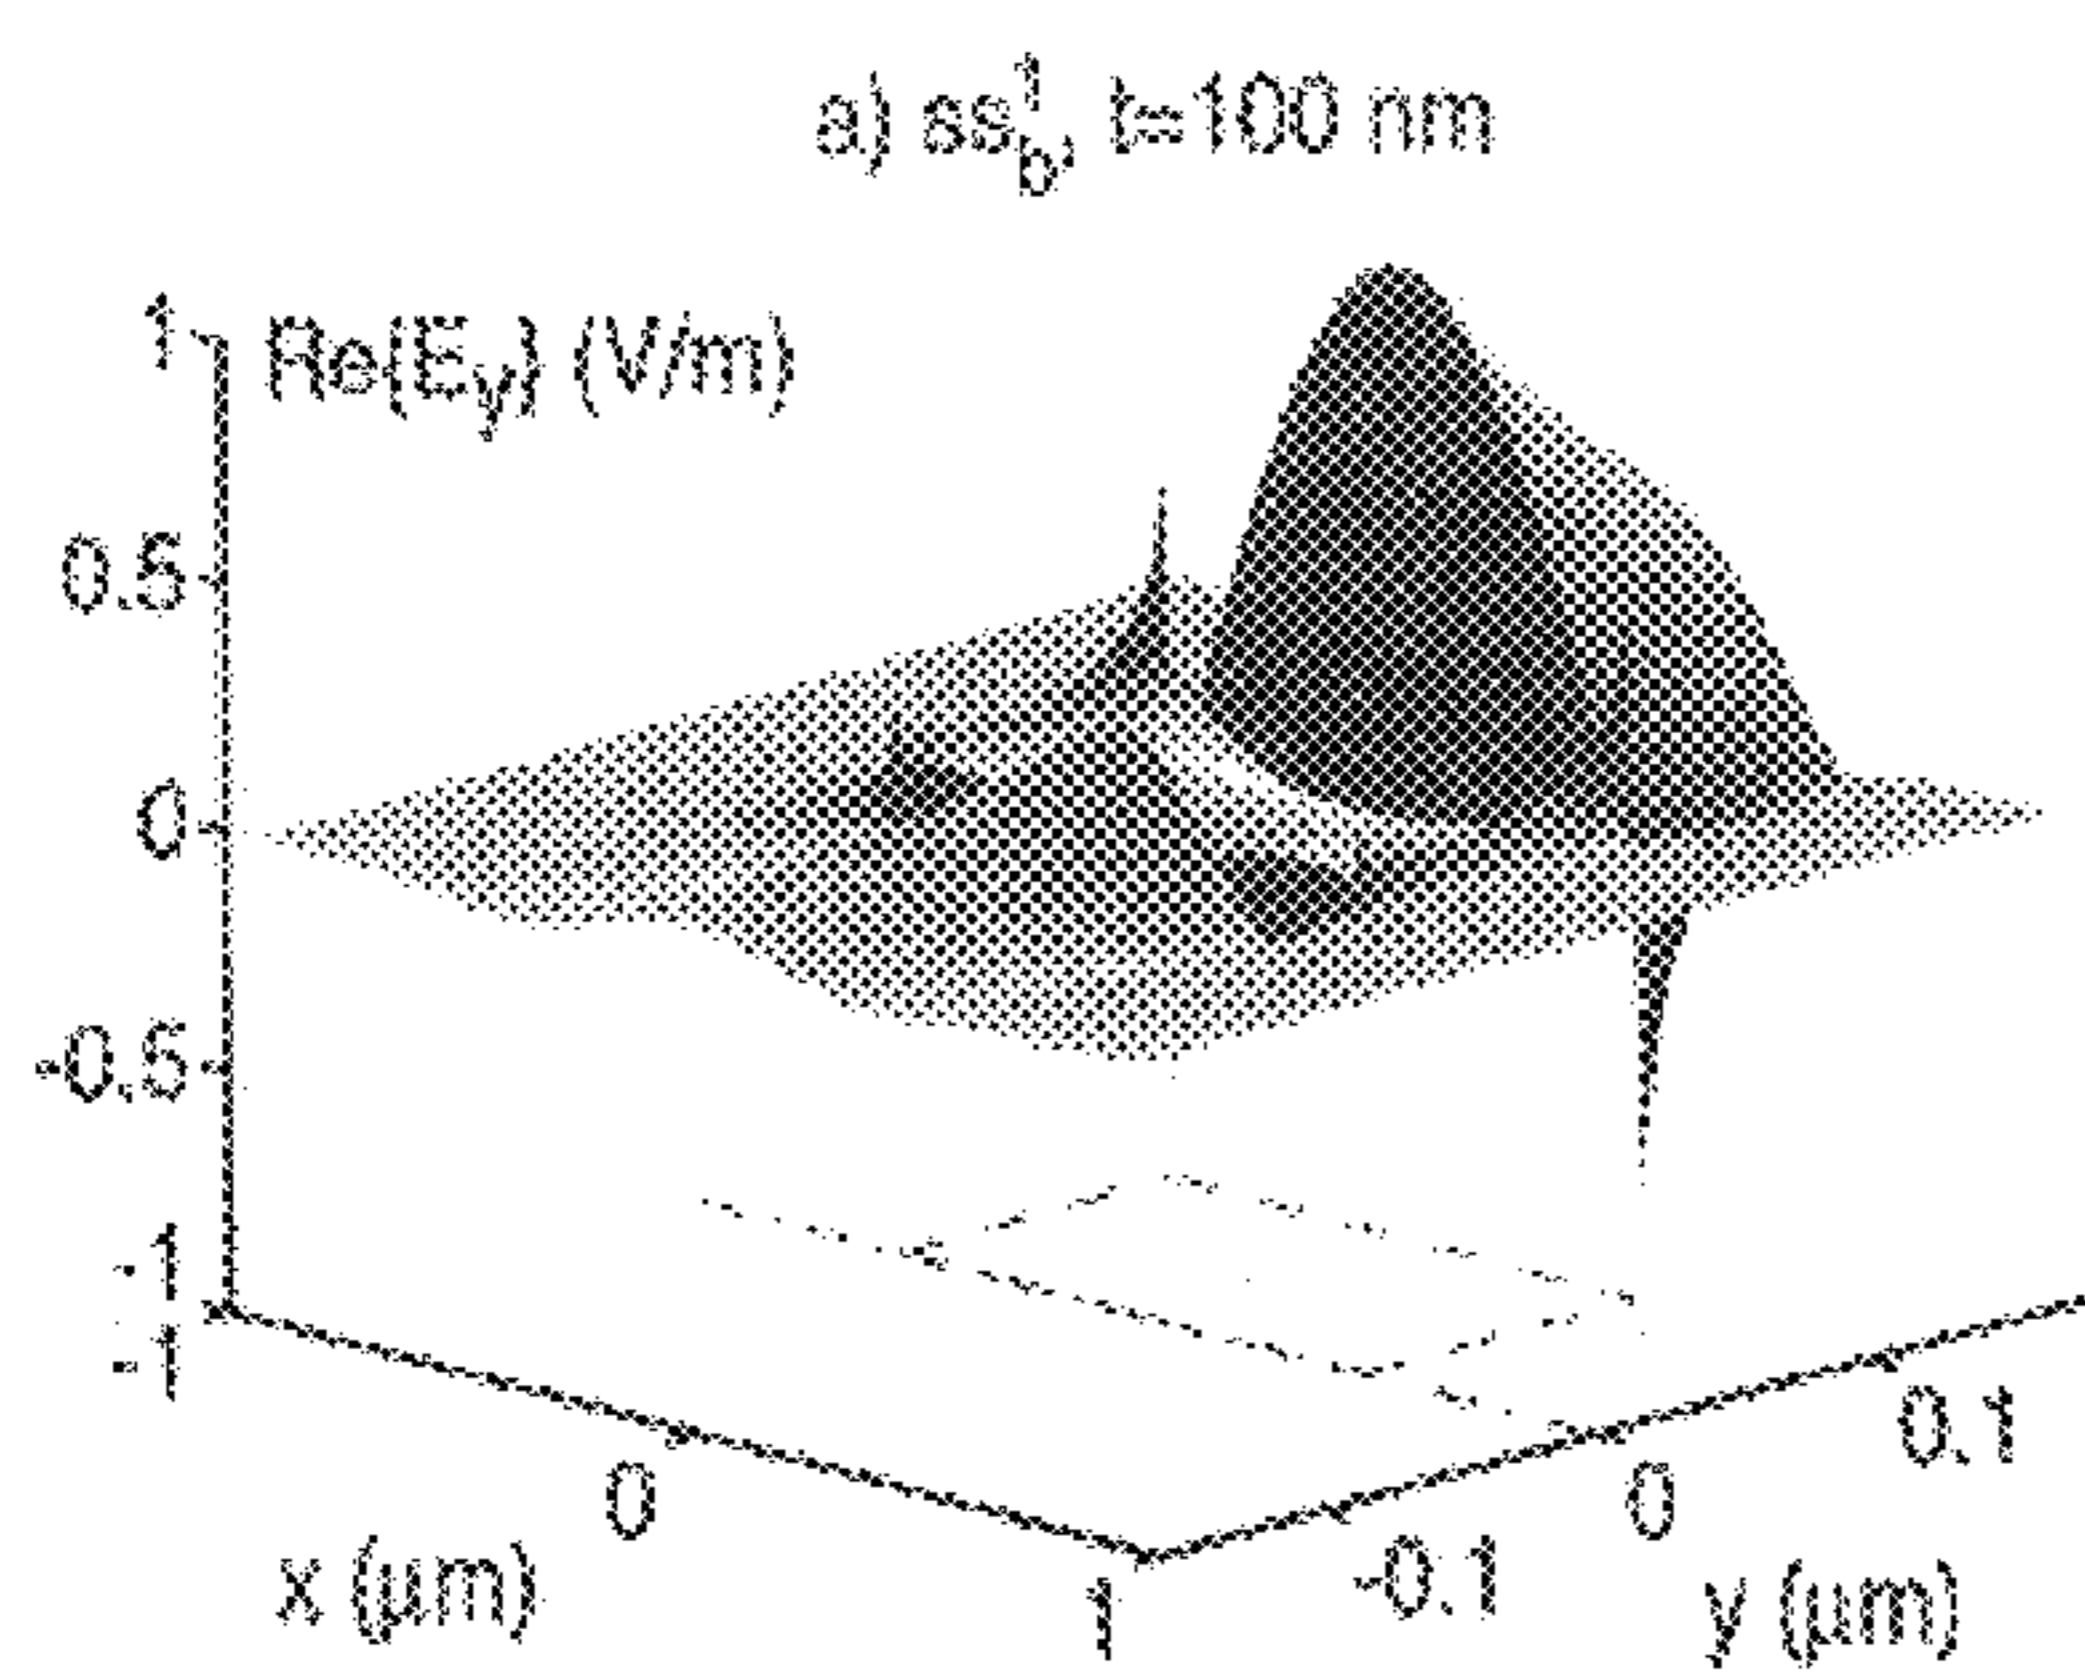 a) ss_b^1, t=100 nm
Re{E_y} (V/m)
1
0.5
0
-0.5
-1
-1
0
1
x (µm)
-0.1
0
0.1
y (µm)